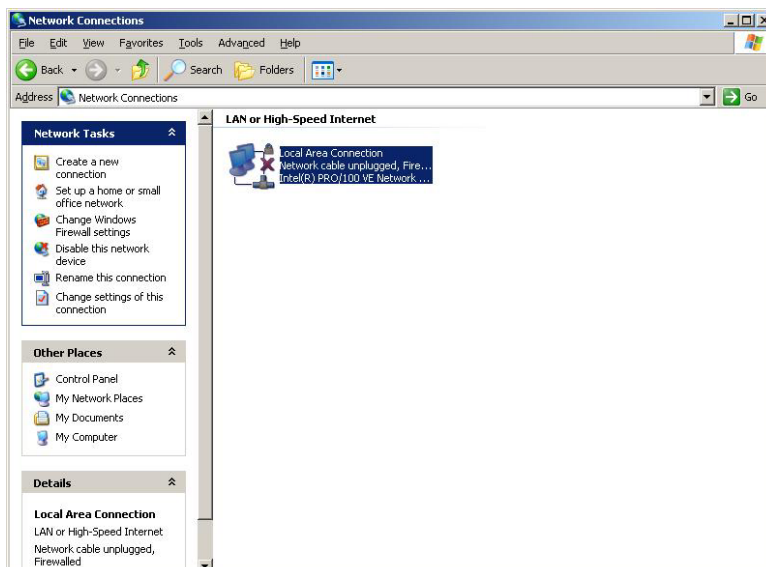 Network Connections
File Edit View Favorites Tools Advanced Help
Back Search Folders
Address Network Connections Go
Network Tasks
Create a new
connection
Set up a home or small
office network
Change Windows
Firewall settings
Disable this network
device
Rename this connection
Change settings of this
connection
Other Places
Control Panel
My Network Places
My Documents
My Computer
Details
Local Area Connection
LAN or High-Speed Internet
Network cable unplugged,
Firewalled
LAN or High-Speed Internet
Local Area Connection
Network cable unplugged, Fire...
Intel(R) PRO/100 VE Network ...